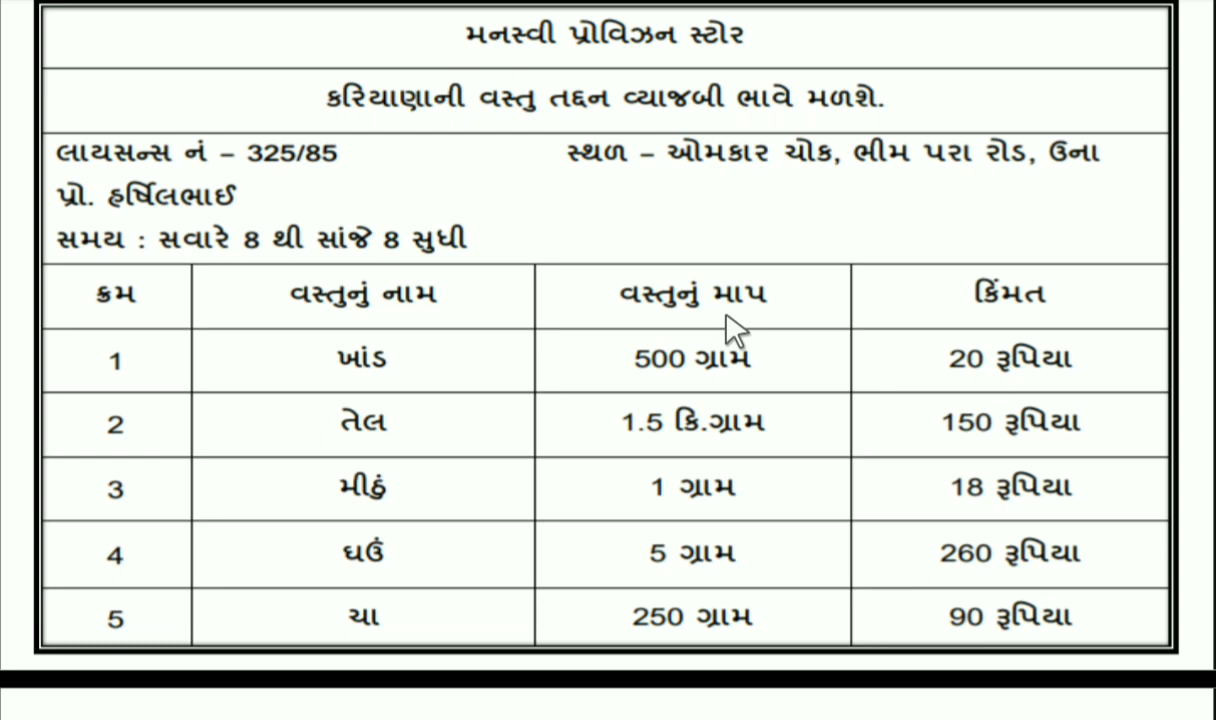 મનસ્વી પ્રોવિઝન સ્ટોર
કરિયાણાની વસ્તુ તદ્દન વ્યાજબી ભાવે મળશે.
લાયસન્સ નં – 325/85 સ્થળ – ઓમકાર ચોક, ભીમ પરા રોડ, ઉના
પ્રો. હર્ષિલભાઈ
સમય : સવારે 8 થી સાંજે 8 સુધી
ક્રમ વસ્તુનું નામ વસ્તુનું માપ કિંમત
1 ખાંડ 500 ગ્રામ 20 રૂપિયા
2 તેલ 1.5 કિ.ગ્રામ 150 રૂપિયા
3 મીઠું 1 ગ્રામ 18 રૂપિયા
4 ઘઉં 5 ગ્રામ 260 રૂપિયા
5 ચા 250 ગ્રામ 90 રૂપિયા